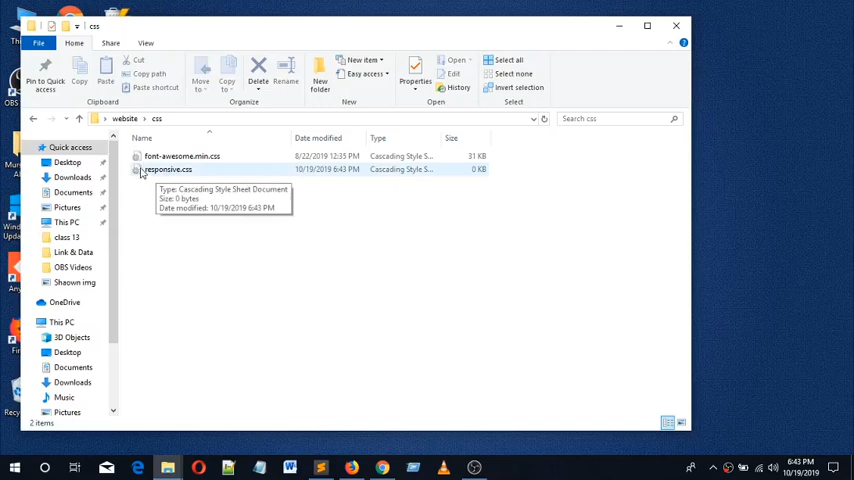 css
File Home Share View
Pin to Quick access
Copy
Paste
Cut
Copy path
Paste shortcut
Clipboard
Move to
Copy to
Delete
Rename
Organize
New folder
New item
Easy access
New
Properties
Open
Edit
History
Open
Select all
Select none
Invert selection
Select
website css
Search css
Name Date modified Type Size
font-awesome.min.css 8/22/2019 12:35 PM Cascading Style S... 31 KB
responsive.css 10/19/2019 6:43 PM Cascading Style S... 0 KB
Type: Cascading Style Sheet Document
Size: 0 bytes
Date modified: 10/19/2019 6:43 PM
Quick access
Desktop
Downloads
Documents
Pictures
This PC
class 13
Link & Data
OBS Videos
Shaown img
OneDrive
This PC
3D Objects
Desktop
Documents
Downloads
Music
Pictures
2 items
OBS
Wind
10 U
Fir
Recy
6:43 PM
10/19/2019